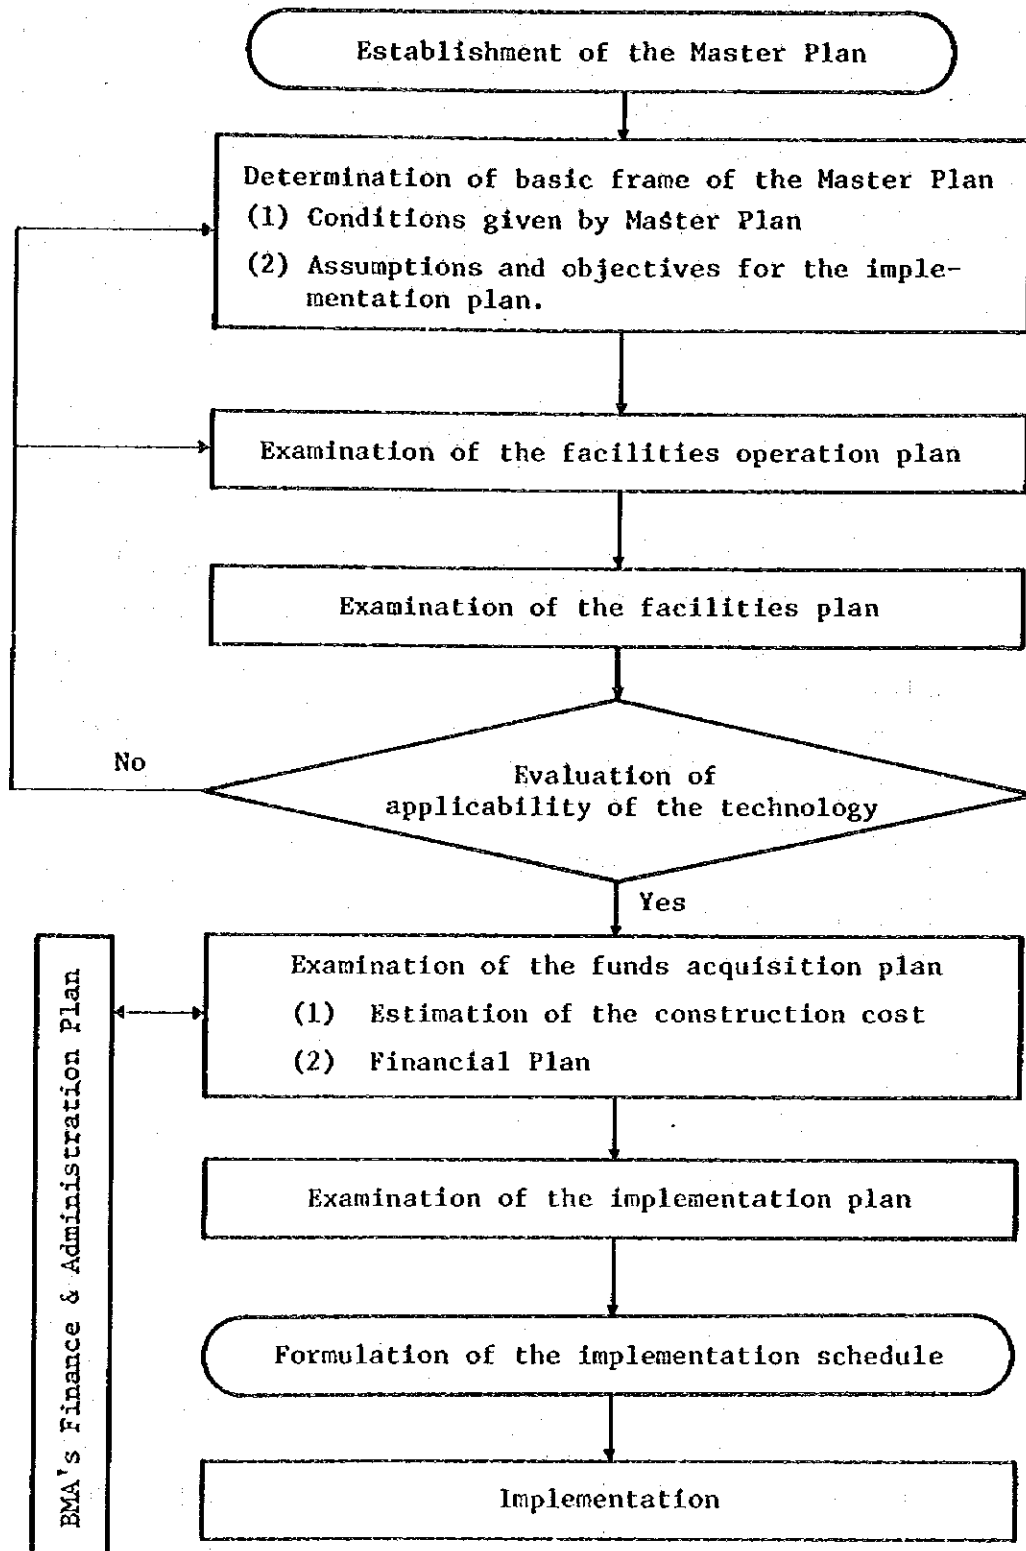 Establishment of the Master Plan
Determination of basic frame of the Master Plan
(1) Conditions given by Master Plan
(2) Assumptions and objectives for the imple-
mentation plan.
Examination of the facilities operation plan
Examination of the facilities plan
No
Evaluation of
applicability of the technology
Yes
BMA's Finance & Administration Plan
Examination of the funds acquisition plan
(1) Estimation of the construction cost
(2) Financial Plan
Examination of the implementation plan
Formulation of the implementation schedule
Implementation